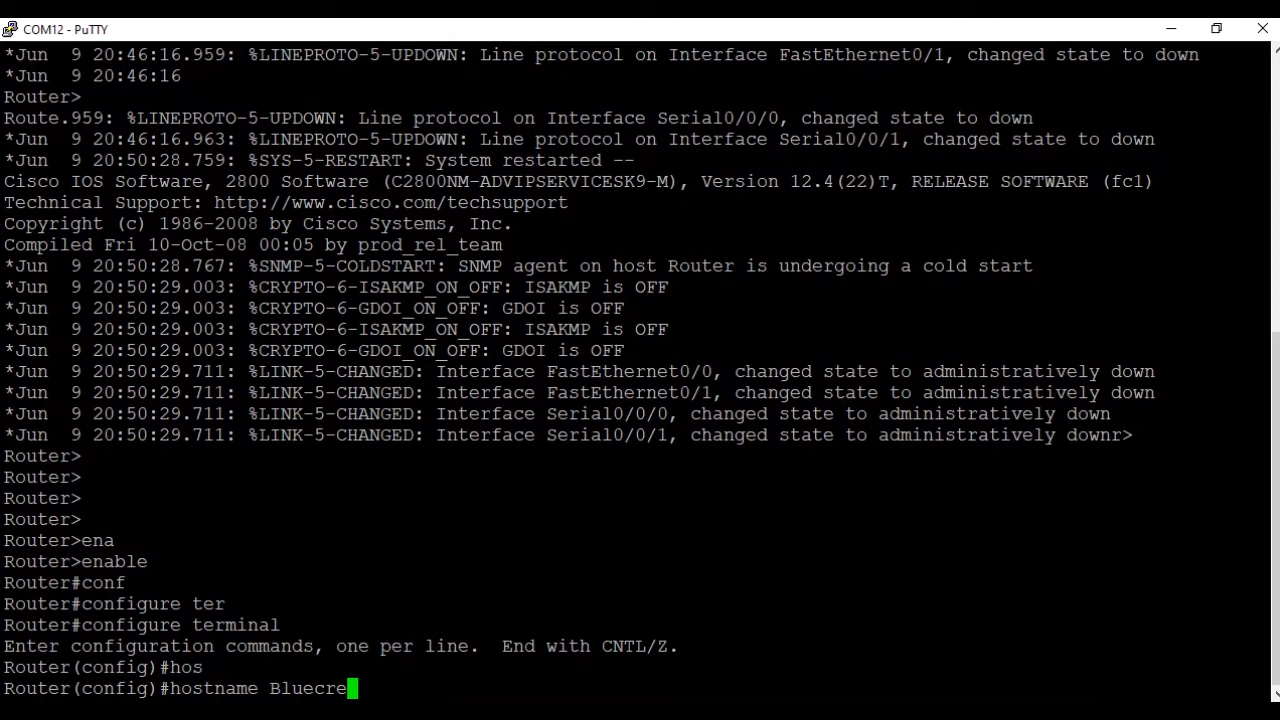 COM12 - PuTTY
*Jun  9 20:46:16.959: %LINEPROTO-5-UPDOWN: Line protocol on Interface FastEthernet0/1, changed state to down
*Jun  9 20:46:16
Router>
Route.959: %LINEPROTO-5-UPDOWN: Line protocol on Interface Serial0/0/0, changed state to down
*Jun  9 20:46:16.963: %LINEPROTO-5-UPDOWN: Line protocol on Interface Serial0/0/1, changed state to down
*Jun  9 20:50:28.759: %SYS-5-RESTART: System restarted --
Cisco IOS Software, 2800 Software (C2800NM-ADVIPSERVICESK9-M), Version 12.4(22)T, RELEASE SOFTWARE (fc1)
Technical Support: http://www.cisco.com/techsupport
Copyright (c) 1986-2008 by Cisco Systems, Inc.
Compiled Fri 10-Oct-08 00:05 by prod_rel_team
*Jun  9 20:50:28.767: %SNMP-5-COLDSTART: SNMP agent on host Router is undergoing a cold start
*Jun  9 20:50:29.003: %CRYPTO-6-ISAKMP_ON_OFF: ISAKMP is OFF
*Jun  9 20:50:29.003: %CRYPTO-6-GDOI_ON_OFF: GDOI is OFF
*Jun  9 20:50:29.003: %CRYPTO-6-ISAKMP_ON_OFF: ISAKMP is OFF
*Jun  9 20:50:29.003: %CRYPTO-6-GDOI_ON_OFF: GDOI is OFF
*Jun  9 20:50:29.711: %LINK-5-CHANGED: Interface FastEthernet0/0, changed state to administratively down
*Jun  9 20:50:29.711: %LINK-5-CHANGED: Interface FastEthernet0/1, changed state to administratively down
*Jun  9 20:50:29.711: %LINK-5-CHANGED: Interface Serial0/0/0, changed state to administratively down
*Jun  9 20:50:29.711: %LINK-5-CHANGED: Interface Serial0/0/1, changed state to administratively downr>
Router>
Router>
Router>
Router>
Router>ena
Router>enable
Router#conf
Router#configure ter
Router#configure terminal
Enter configuration commands, one per line.  End with CNTL/Z.
Router(config)#hos
Router(config)#hostname Bluecre